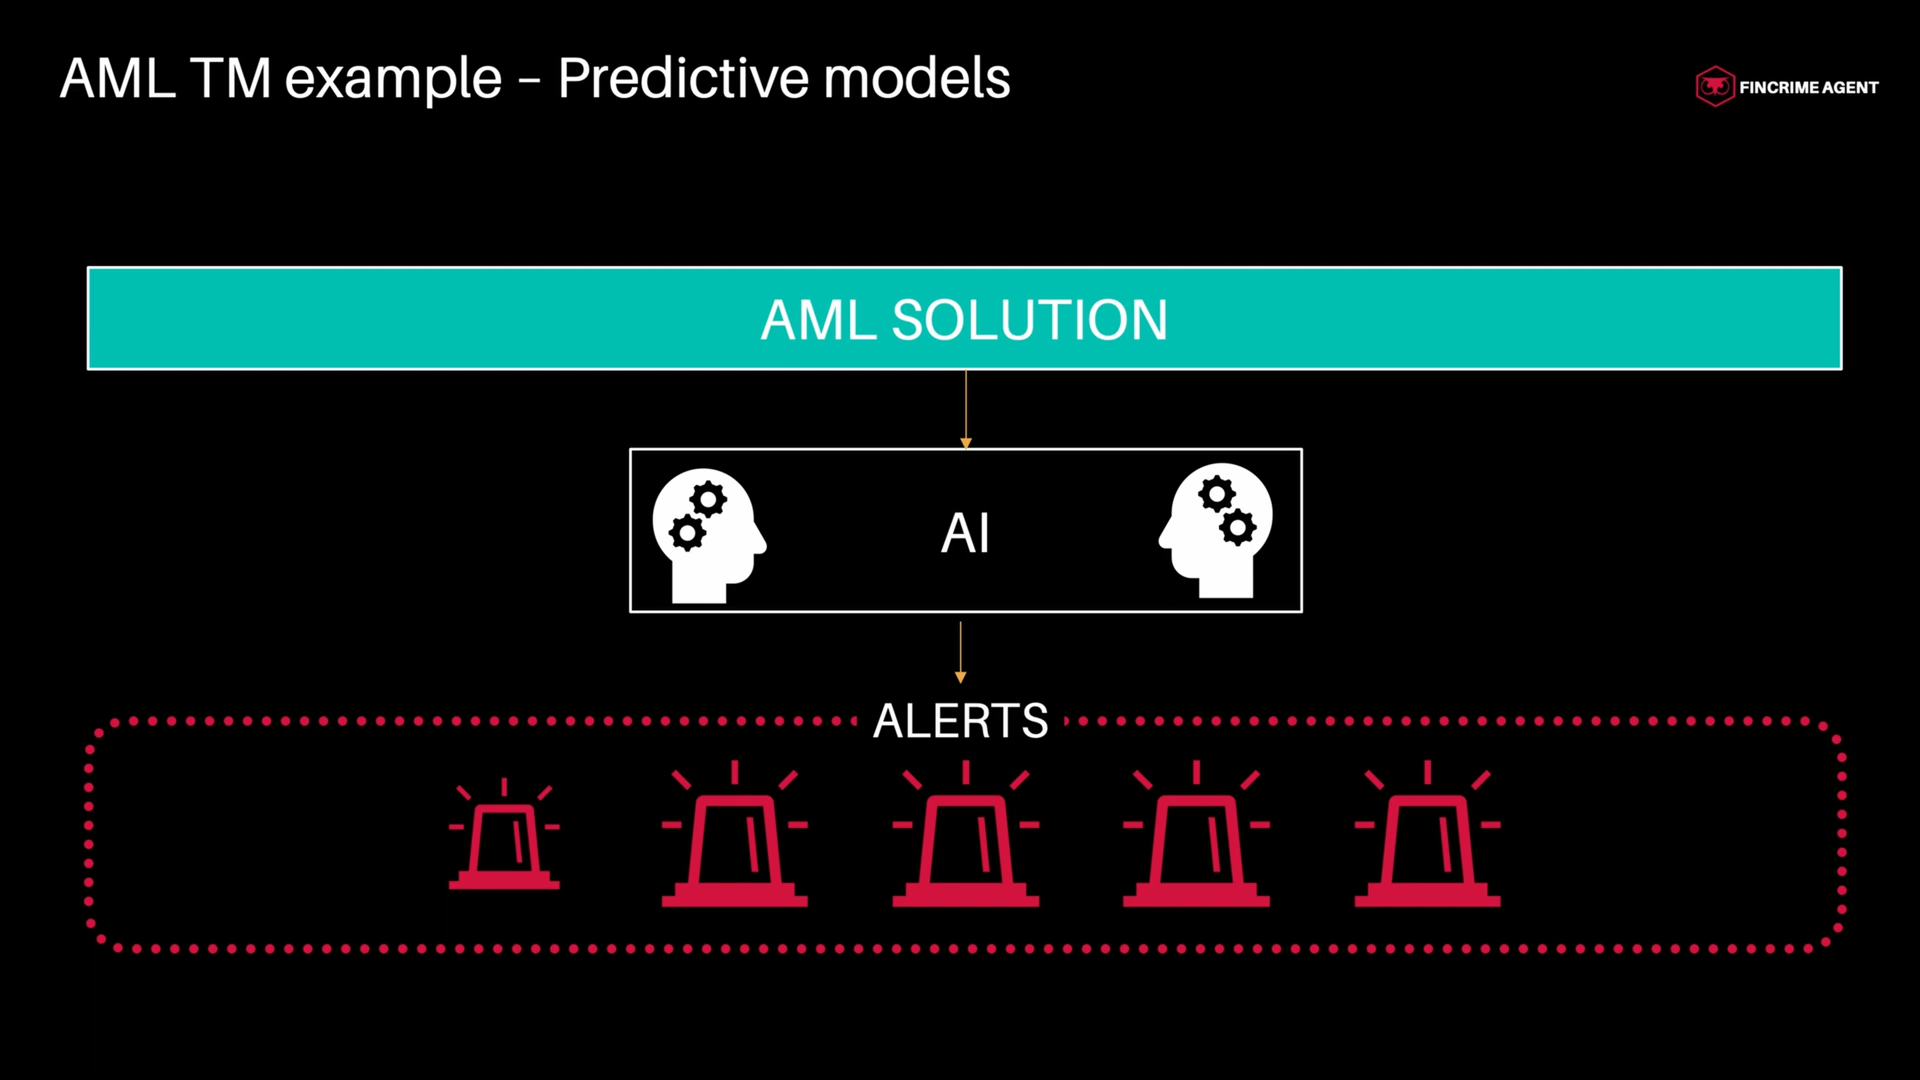 AML TM example – Predictive models
FINCRIME AGENT
AML SOLUTION
AI
ALERTS